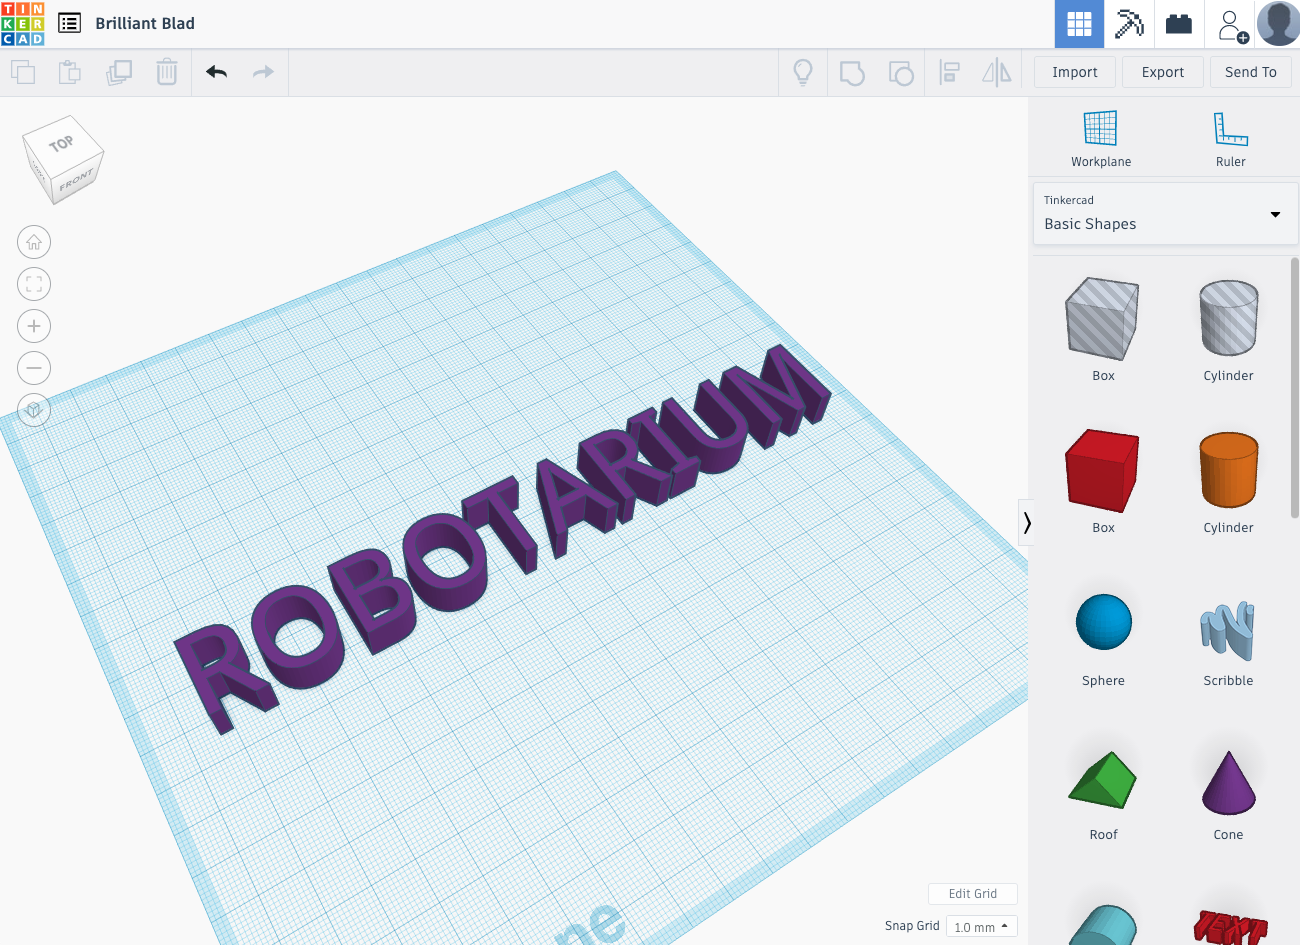 TIN
KER
CAD
Brilliant Blad
Import
Export
Send To
TOP
FRONT
Workplane
Ruler
Tinkercad
Basic Shapes
Box
Cylinder
Box
Cylinder
Sphere
Scribble
Roof
Cone
TEXT
ROBOTARIUM
ne
Edit Grid
Snap Grid
1.0 mm